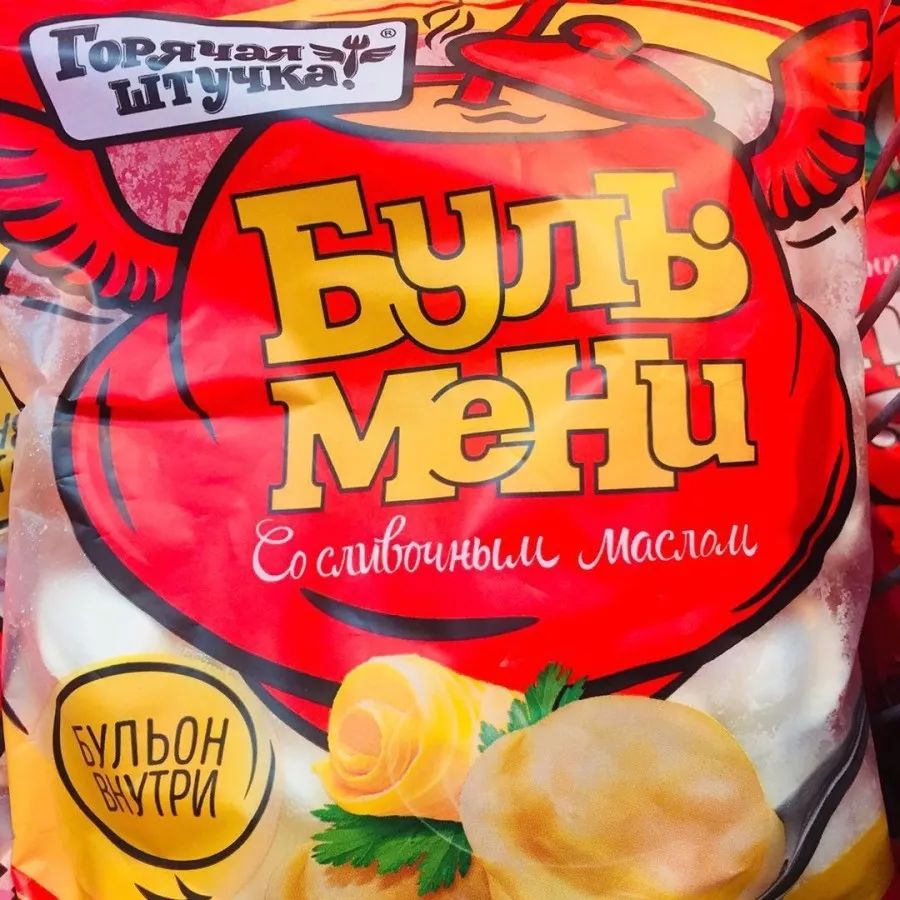 Горячая
штучка!®
Буль
мени
Со сливочным маслом
БУЛЬОН
ВНУТРИ